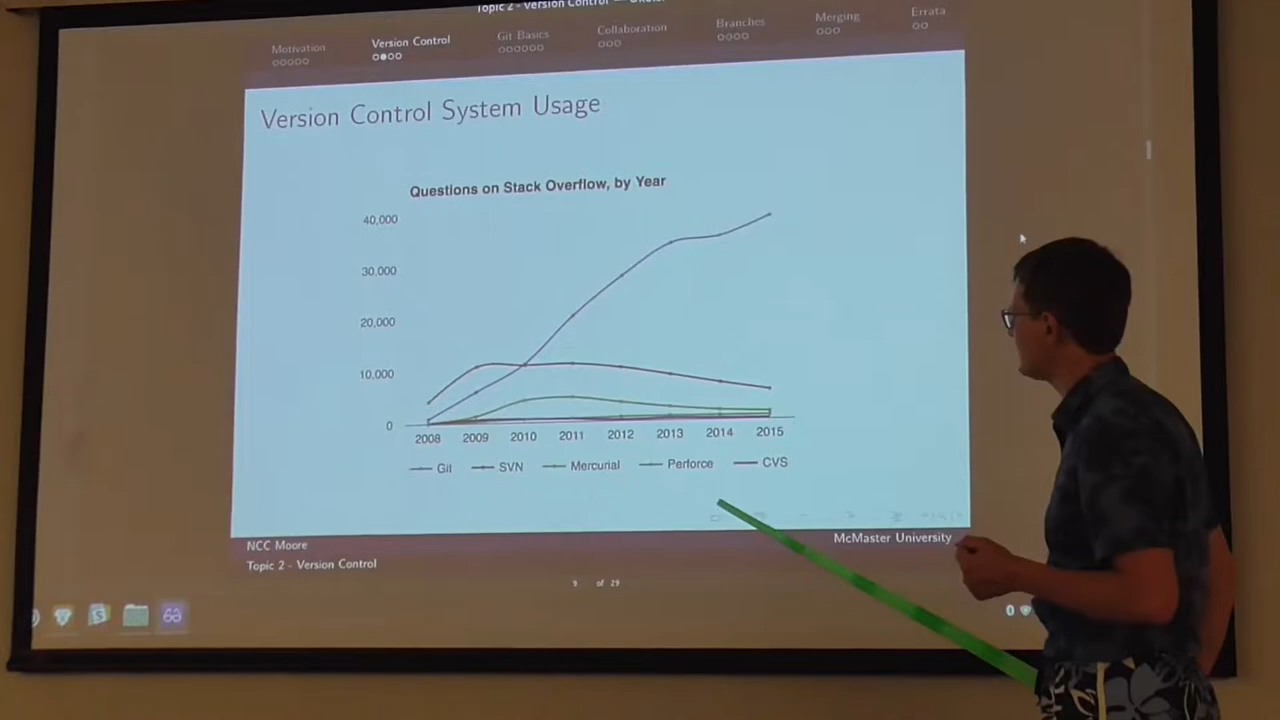 Topic 2 - Version Control
Motivation
Version Control
Git Basics
Collaboration
Branches
Merging
Errata
Version Control System Usage
Questions on Stack Overflow, by Year
40,000
30,000
20,000
10,000
0
2008 2009 2010 2011 2012 2013 2014 2015
Git SVN Mercurial Perforce CVS
NCC Moore
McMaster University
Topic 2 - Version Control
9 of 29
0